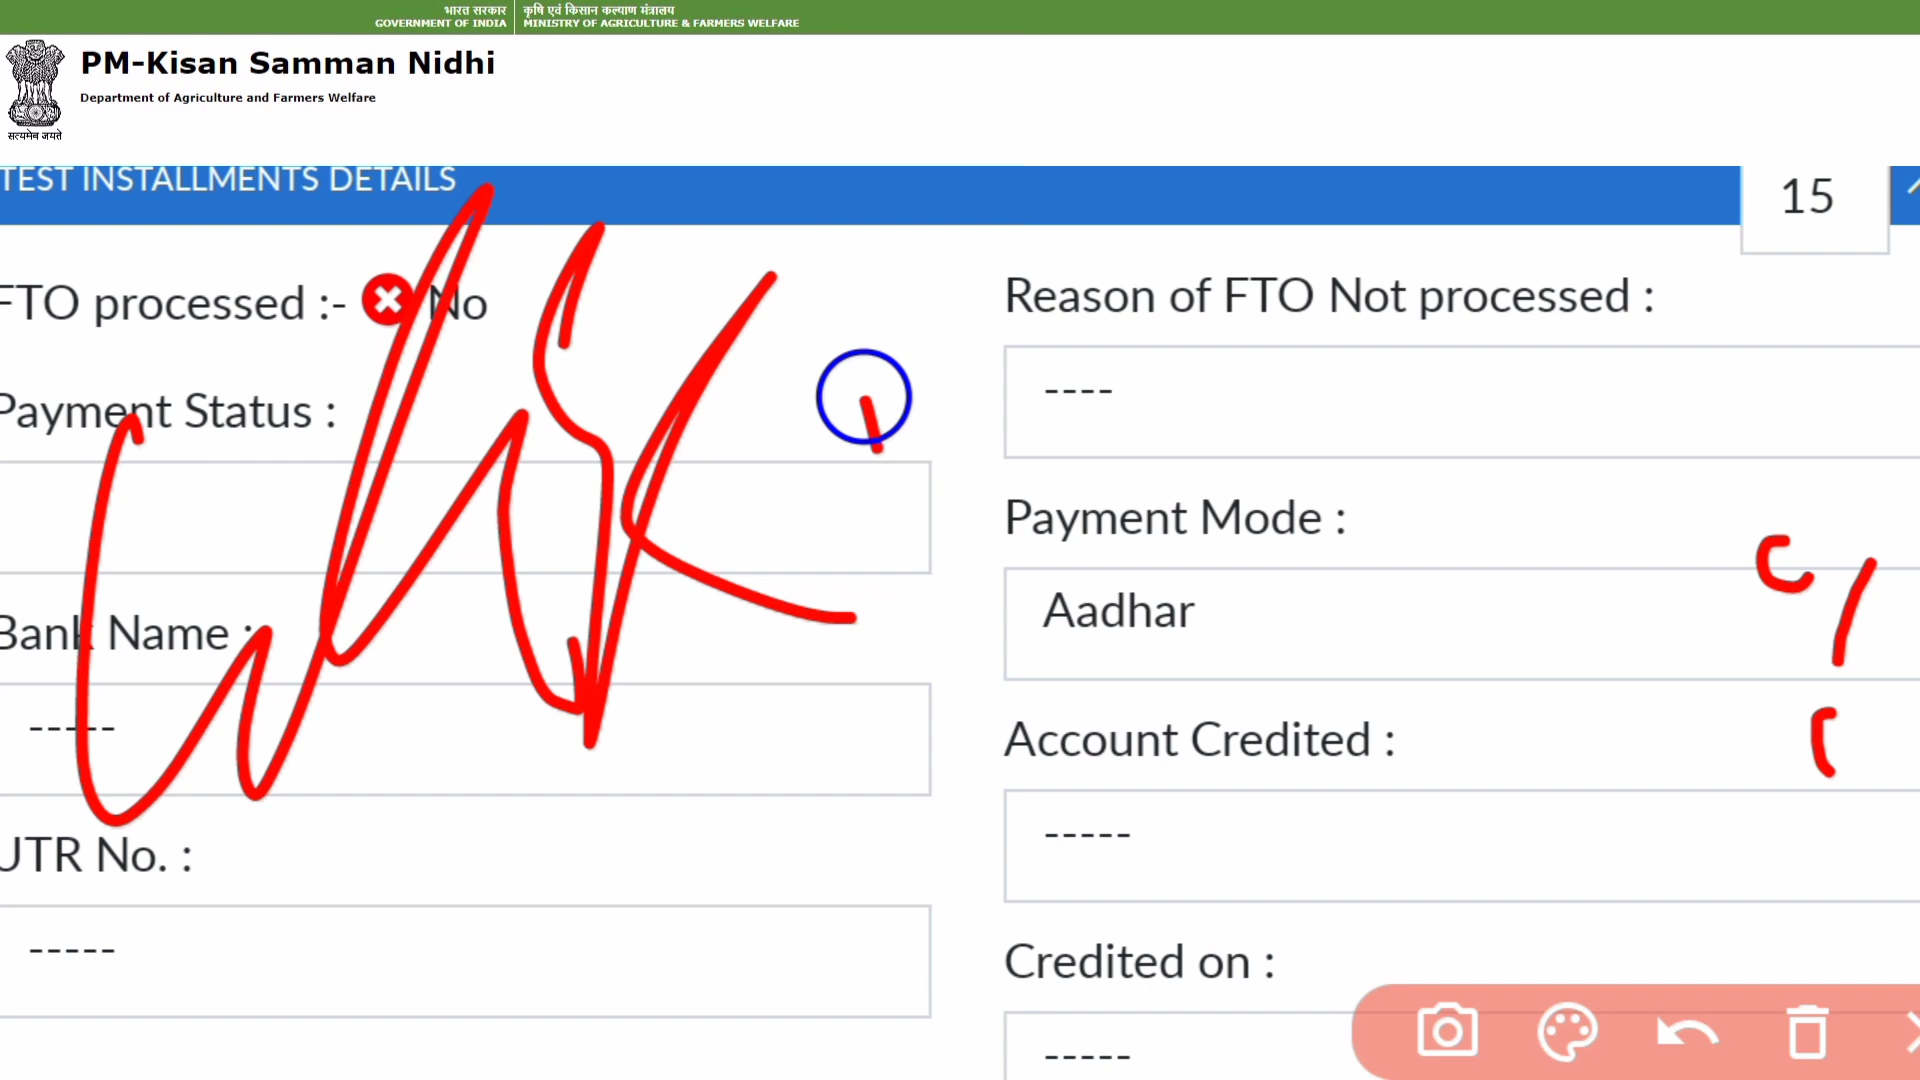 भारत सरकार
GOVERNMENT OF INDIA
कृषि एवं किसान कल्याण मंत्रालय
MINISTRY OF AGRICULTURE & FARMERS WELFARE
PM-Kisan Samman Nidhi
Department of Agriculture and Farmers Welfare
सत्यमेव जयते
TEST INSTALLMENTS DETAILS
15
FTO processed :- No
Reason of FTO Not processed :
----
Payment Status :
Payment Mode :
Aadhar
Bank Name :
-----
Account Credited :
-----
UTR No. :
-----
Credited on :
-----